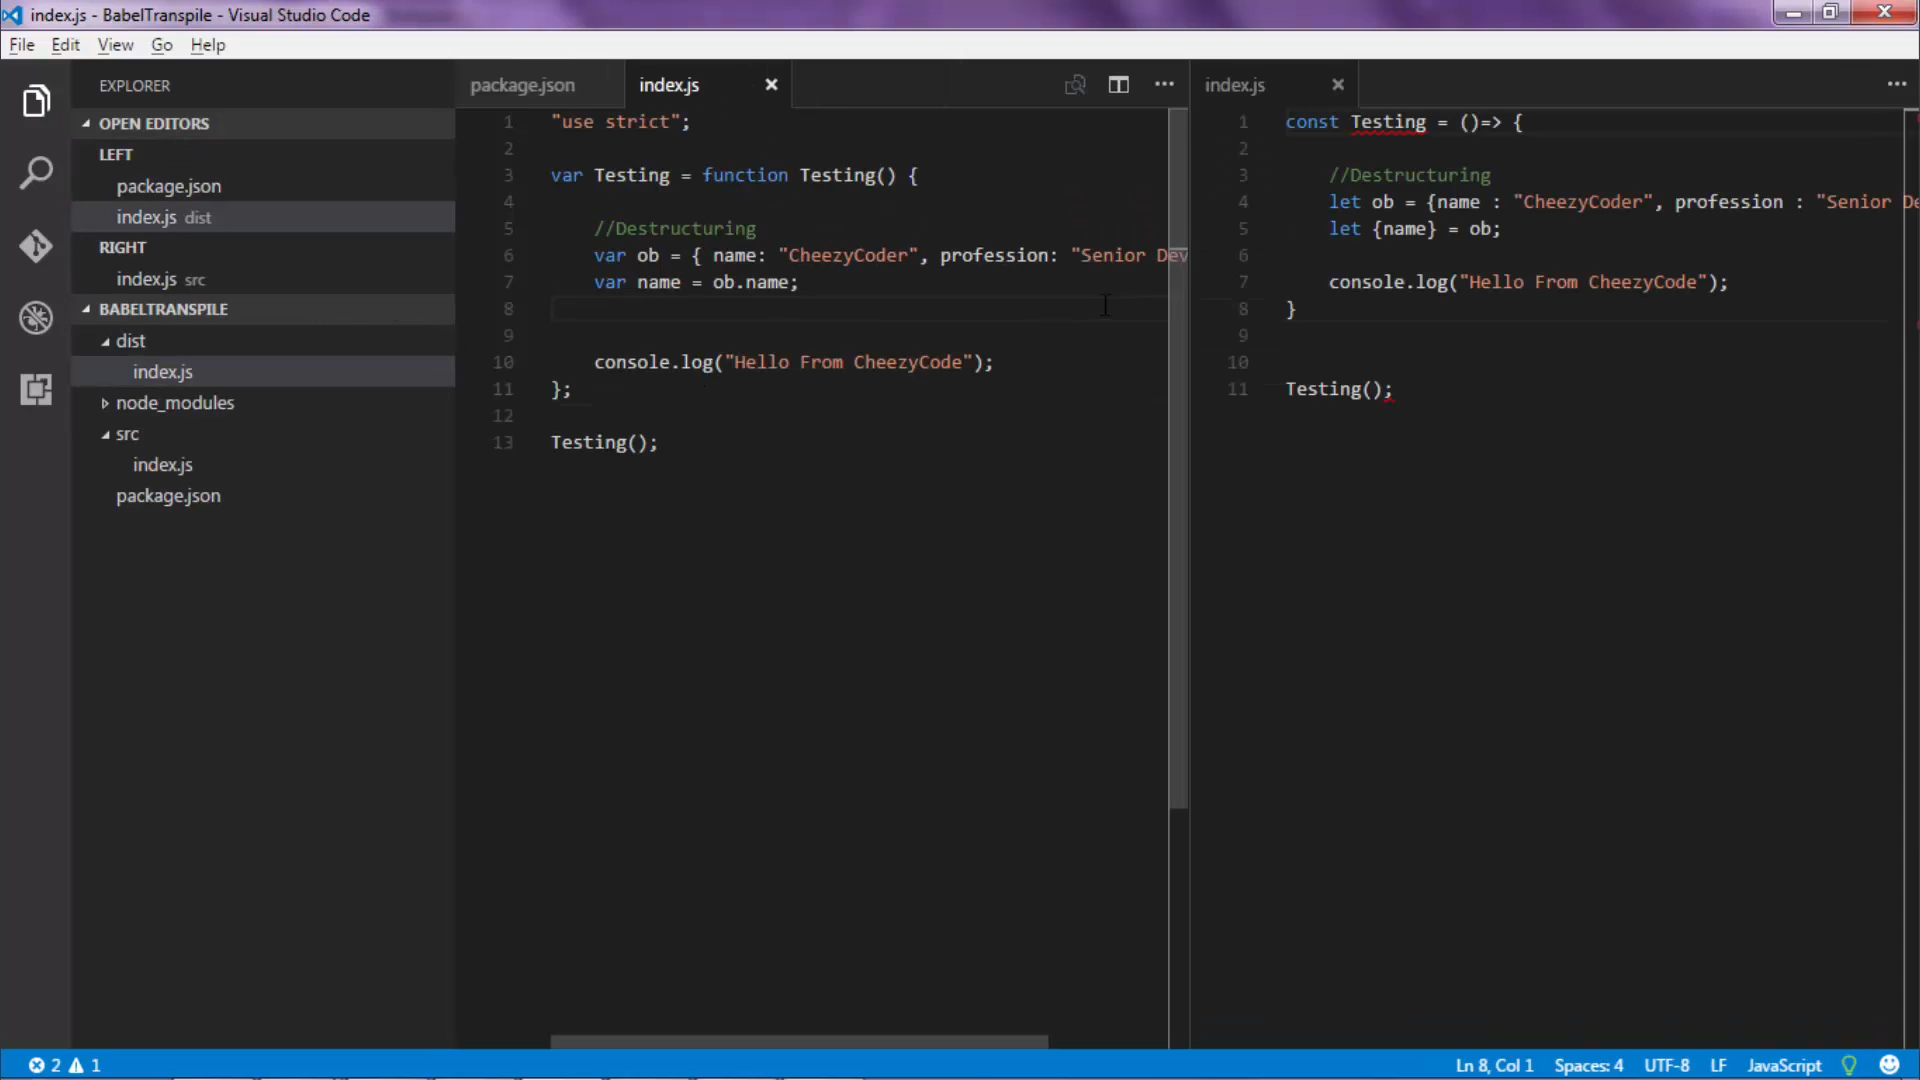 index.js - BabelTranspile - Visual Studio Code
File Edit View Go Help
EXPLORER
OPEN EDITORS
LEFT
package.json
index.js dist
RIGHT
index.js src
BABELTRANSPILE
dist
index.js
node_modules
src
index.js
package.json
package.json index.js
1 "use strict";
2
3 var Testing = function Testing() {
4
5 //Destructuring
6 var ob = { name: "CheezyCoder", profession: "Senior Dev
7 var name = ob.name;
8
9
10 console.log("Hello From CheezyCode");
11 };
12
13 Testing();
index.js
1 const Testing = ()=> {
2
3 //Destructuring
4 let ob = {name : "CheezyCoder", profession : "Senior De
5 let {name} = ob;
6
7 console.log("Hello From CheezyCode");
8 }
9
10
11 Testing();
2 1 Ln 8, Col 1 Spaces: 4 UTF-8 LF JavaScript